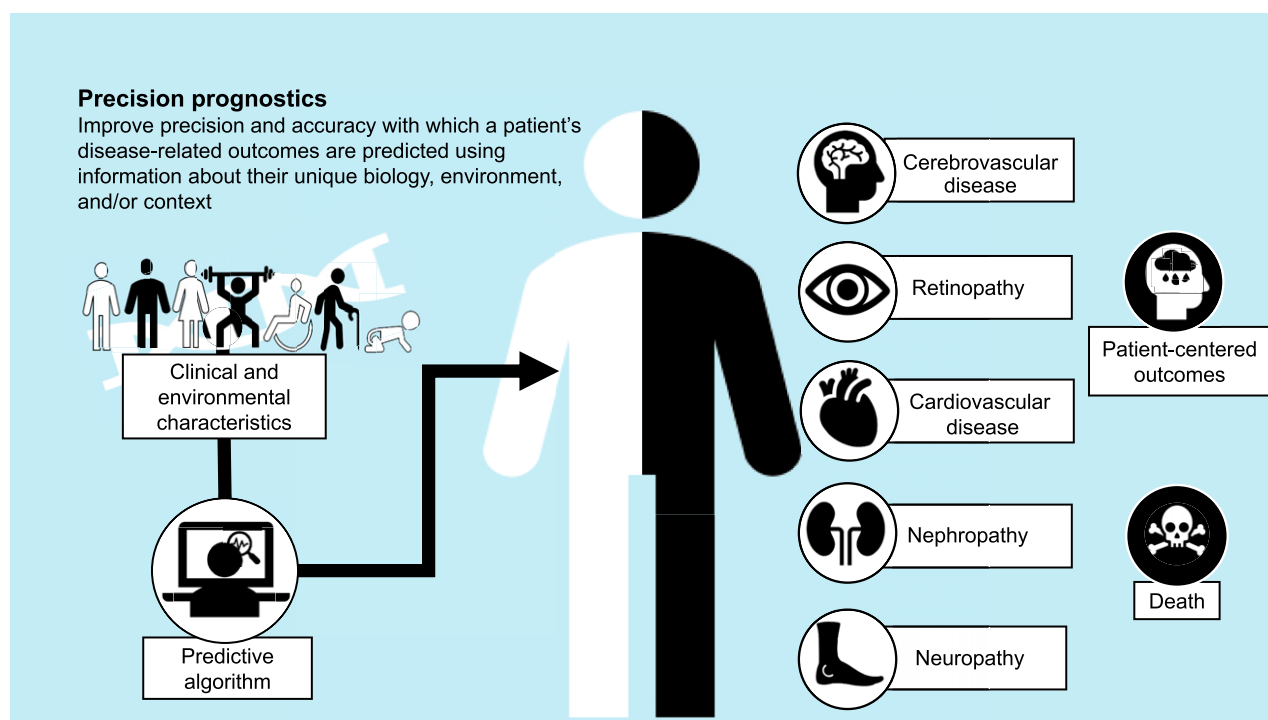 Precision prognostics
Improve precision and accuracy with which a patient's
disease-related outcomes are predicted using
information about their unique biology, environment,
and/or context
Clinical and
environmental
characteristics
Predictive
algorithm
Cerebrovascular
disease
Retinopathy
Cardiovascular
disease
Nephropathy
Neuropathy
Patient-centered
outcomes
Death